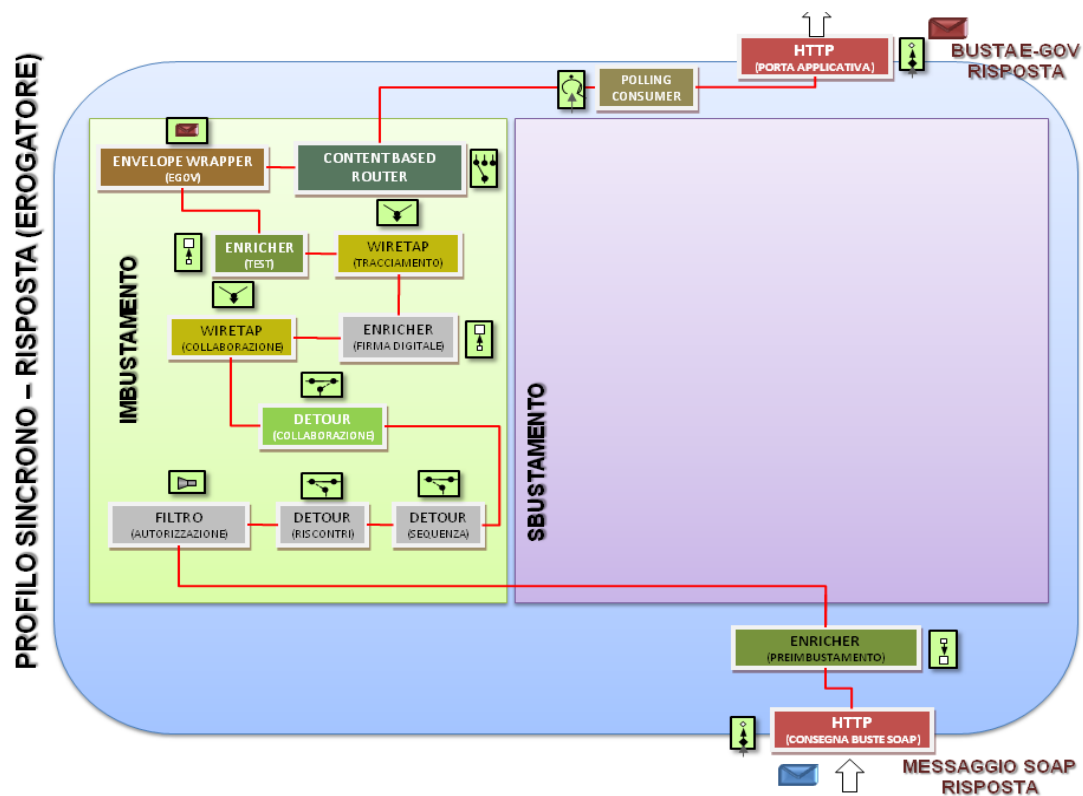 PROFILO SINCRONO – RISPOSTA (EROGATORE)
HTTP
(PORTA APPLICATIVA)
BUSTAE-GOV
RISPOSTA
POLLING
CONSUMER
ENVELOPE WRAPPER
(EGOV)
CONTENT BASED
ROUTER
IMBUSTAMENTO
ENRICHER
(TEST)
WIRETAP
(TRACCIAMENTO)
WIRETAP
(COLLABORAZIONE)
ENRICHER
(FIRMA DIGITALE)
DETOUR
(COLLABORAZIONE)
SBUSTAMENTO
FILTRO
(AUTORIZZAZIONE)
DETOUR
(RISCONTRI)
DETOUR
(SEQUENZA)
ENRICHER
(PREIMBUSTAMENTO)
HTTP
(CONSEGNA BUSTE SOAP)
MESSAGGIO SOAP
RISPOSTA